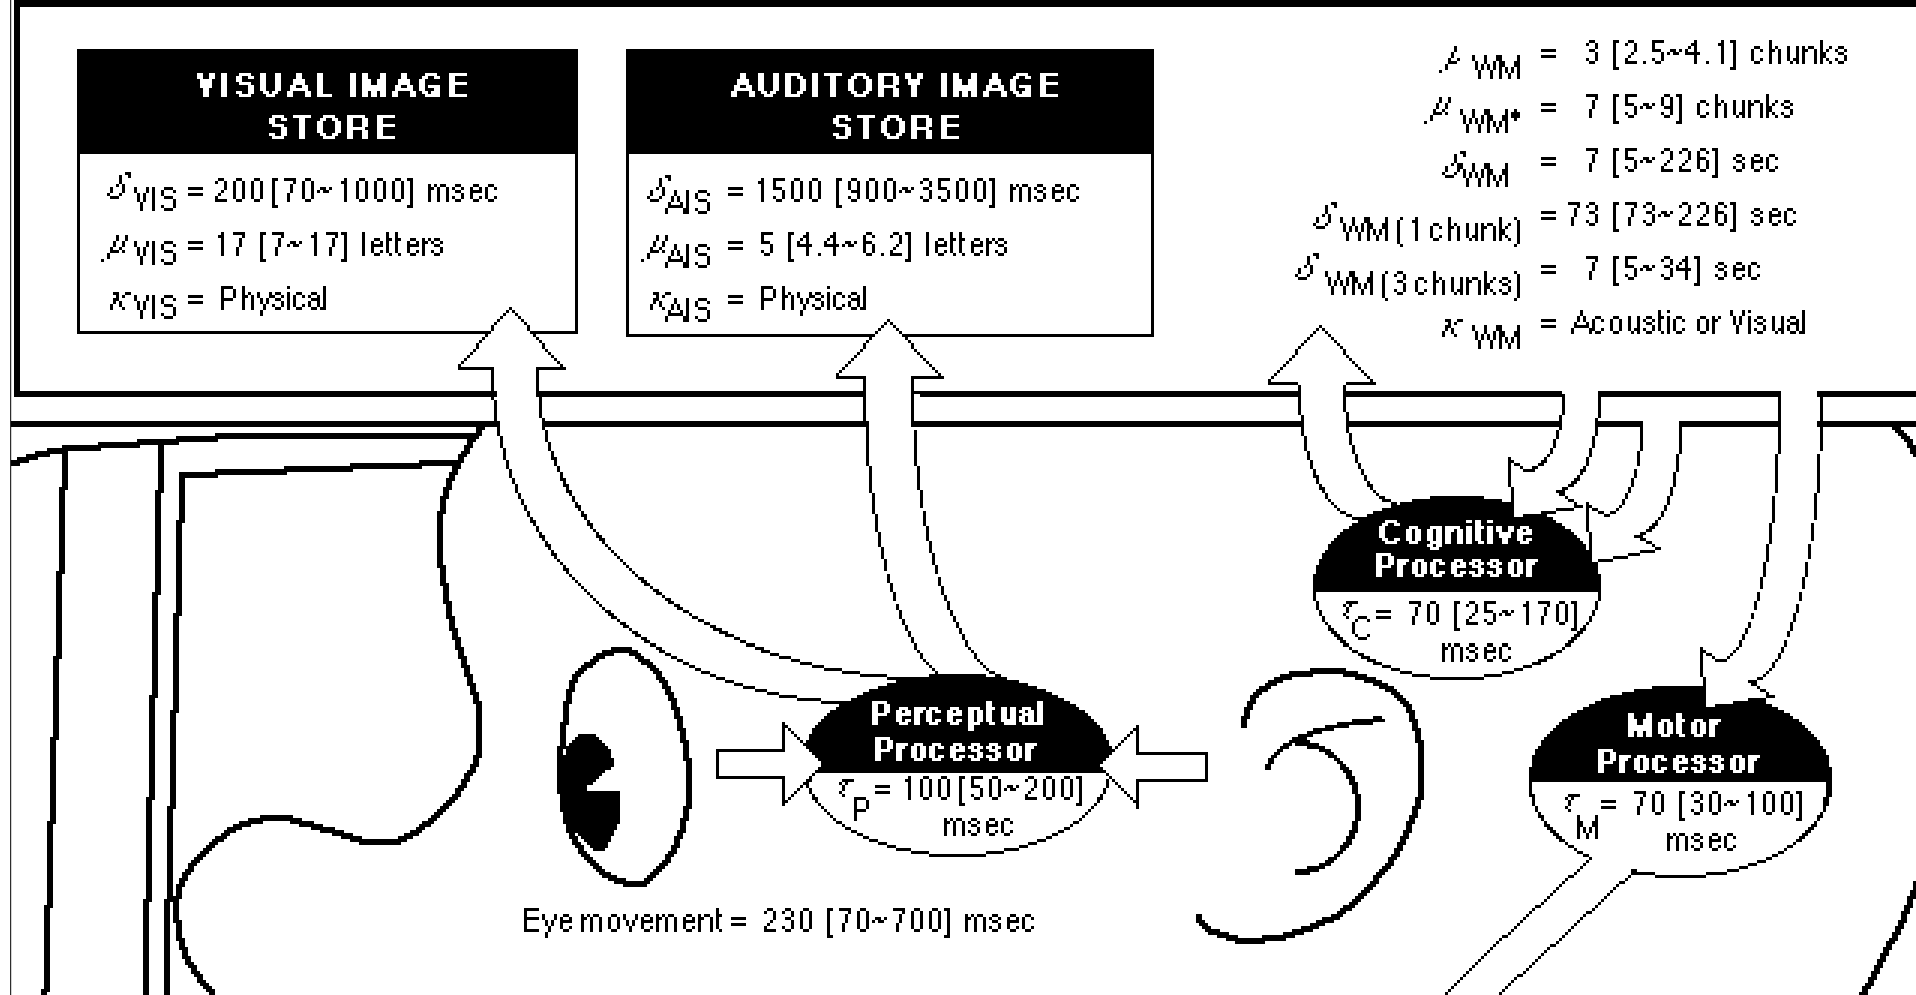 VISUAL IMAGE
STORE
δVIS = 200 [70~1000] msec
μVIS = 17 [7~17] letters
κVIS = Physical
AUDITORY IMAGE
STORE
δAIS = 1500 [900~3500] msec
μAIS = 5 [4.4~6.2] letters
κAIS = Physical
μWM = 3 [2.5~4.1] chunks
μWM* = 7 [5~9] chunks
δWM = 7 [5~226] sec
δWM (1 chunk) = 73 [73~226] sec
δWM (3 chunks) = 7 [5~34] sec
κWM = Acoustic or Visual
Cognitive
Processor
τC = 70 [25~170]
msec
Perceptual
Processor
τP = 100 [50~200]
msec
Motor
Processor
τM = 70 [30~100]
msec
Eye movement = 230 [70~700] msec